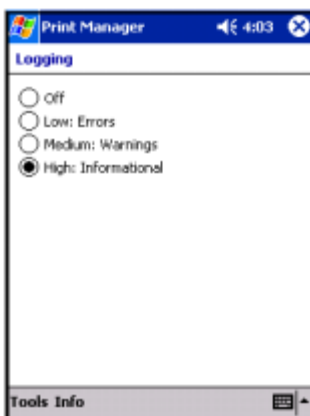 Print Manager 4:03
Logging
Off
Low: Errors
Medium: Warnings
High: Informational
Tools Info